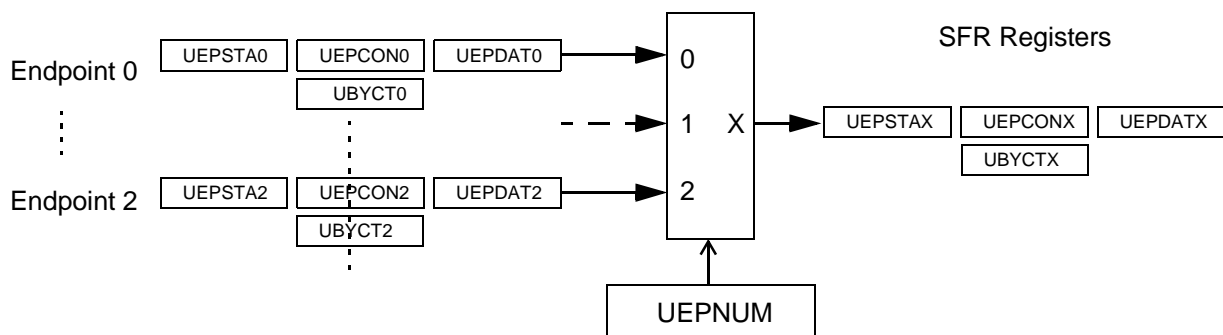 SFR Registers
Endpoint 0 UEPSTA0 UEPCON0 UEPDAT0 0
UBYCT0
1 X UEPSTAX UEPCONX UEPDATX
UBYCTX
Endpoint 2 UEPSTA2 UEPCON2 UEPDAT2 2
UBYCT2
UEPNUM